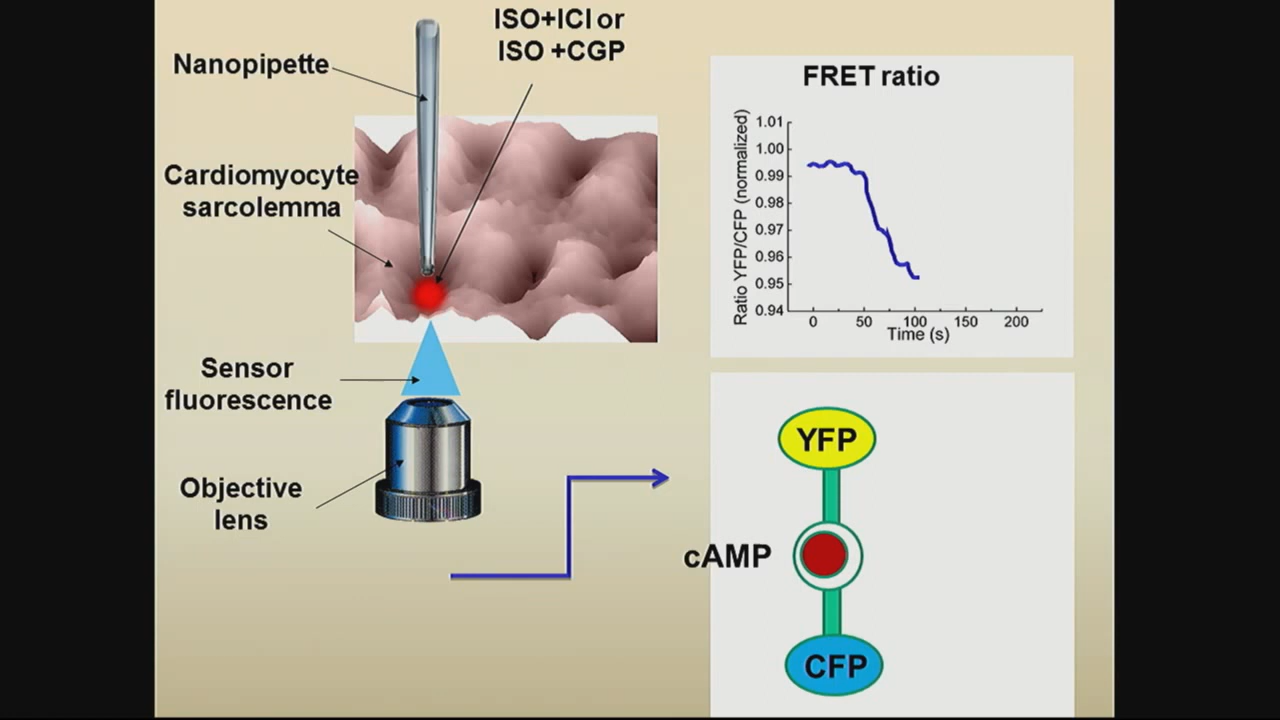 ISO+ICI or
ISO +CGP
Nanopipette
Cardiomyocyte
sarcolemma
Sensor
fluorescence
Objective
lens
FRET ratio
Ratio YFP/CFP (normalized)
1.01
1.00
0.99
0.98
0.97
0.96
0.95
0.94
0 50 100 150 200
Time (s)
YFP
cAMP
CFP